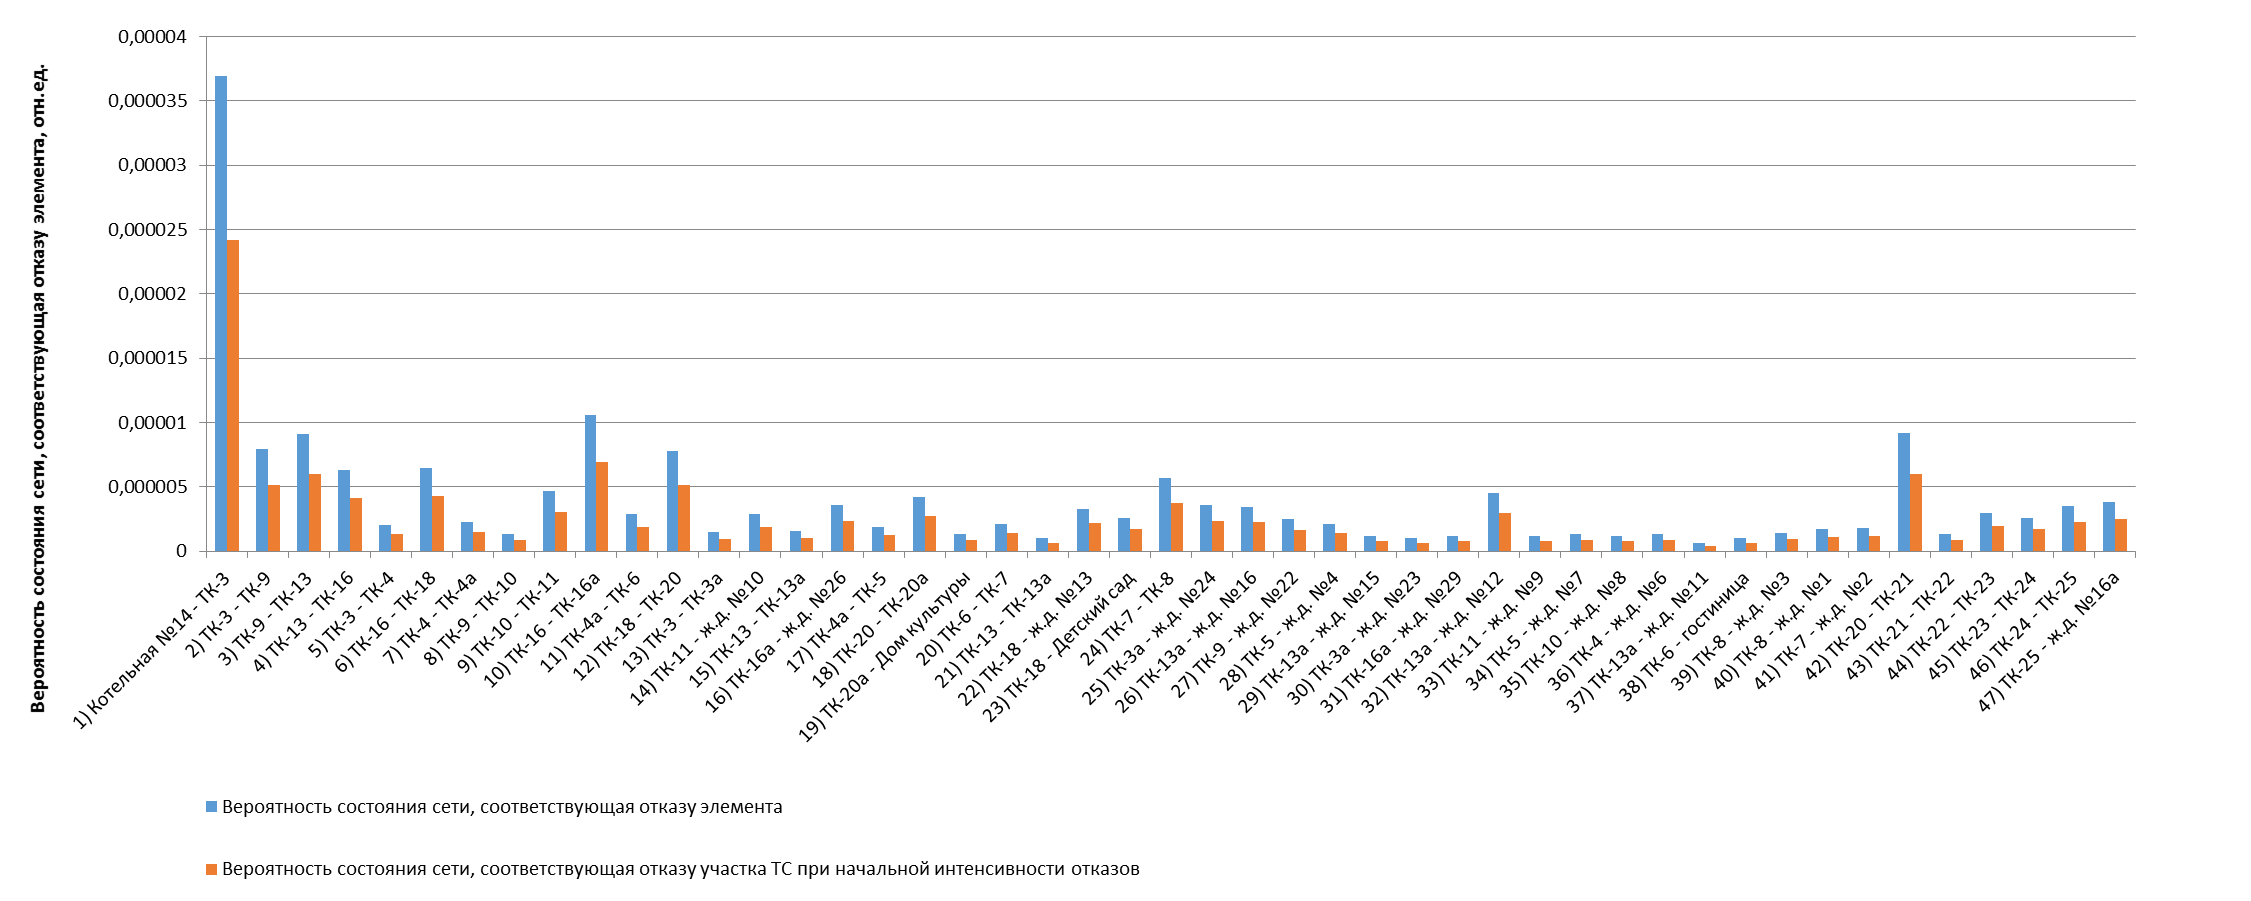 Вероятность состояния сети, соответствующая отказу элемента, отн.ед.
0,00004
0,000035
0,00003
0,000025
0,00002
0,000015
0,00001
0,000005
0
1) Котельная №14 - ТК-3
2) ТК-3 - ТК-9
3) ТК-9 - ТК-13
4) ТК-13 - ТК-16
5) ТК-3 - ТК-4
6) ТК-16 - ТК-18
7) ТК-4 - ТК-4а
8) ТК-9 - ТК-10
9) ТК-10 - ТК-11
10) ТК-16 - ТК-16а
11) ТК-4а - ТК-6
12) ТК-18 - ТК-20
13) ТК-3 - ТК-3а
14) ТК-11 - ж.д. №10
15) ТК-13 - ТК-13а
16) ТК-16а - ж.д. №26
17) ТК-4а - ТК-5
18) ТК-20 - ТК-20а
19) ТК-20а - Дом культуры
20) ТК-6 - ТК-7
21) ТК-13 - ТК-13а
22) ТК-18 - ж.д. №13
23) ТК-18 - Детский сад
24) ТК-7 - ТК-8
25) ТК-3а - ж.д. №24
26) ТК-13а - ж.д. №16
27) ТК-9 - ж.д. №22
28) ТК-5 - ж.д. №4
29) ТК-13а - ж.д. №15
30) ТК-3а - ж.д. №23
31) ТК-16а - ж.д. №29
32) ТК-13а - ж.д. №12
33) ТК-11 - ж.д. №9
34) ТК-5 - ж.д. №7
35) ТК-10 - ж.д. №8
36) ТК-4 - ж.д. №6
37) ТК-13а - ж.д. №11
38) ТК-6 - гостиница
39) ТК-8 - ж.д. №3
40) ТК-8 - ж.д. №1
41) ТК-7 - ж.д. №2
42) ТК-20 - ТК-21
43) ТК-21 - ТК-22
44) ТК-22 - ТК-23
45) ТК-23 - ТК-24
46) ТК-24 - ТК-25
47) ТК-25 - ж.д. №16а
Вероятность состояния сети, соответствующая отказу элемента
Вероятность состояния сети, соответствующая отказу участка ТС при начальной интенсивности отказов